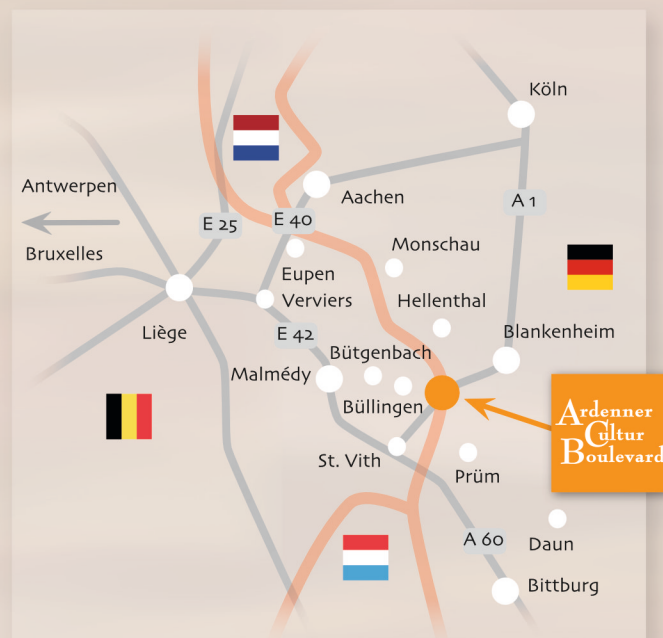 Köln
Antwerpen
Aachen
A 1
E 25
E 40
Bruxelles
Monschau
Eupen
Verviers
Hellenthal
Liège
E 42
Blankenheim
Bütgenbach
Malmédy
Büllingen
Ardenner
Cultur
Boulevard
St. Vith
Prüm
A 60
Daun
Bittburg